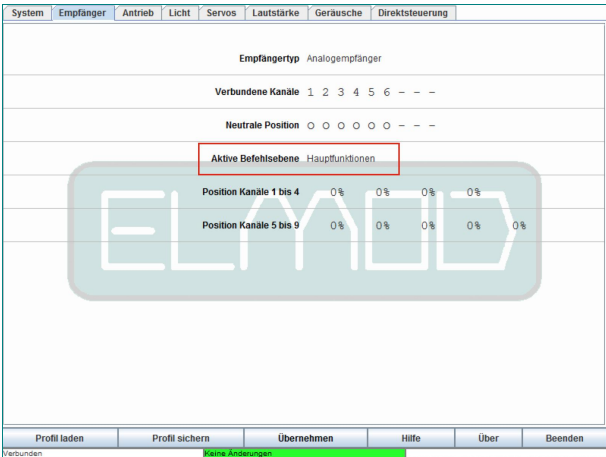 System Empfänger Antrieb Licht Servos Lautstärke Geräusche Direktsteuerung
Empfängertyp Analogempfänger
Verbundene Kanäle 1 2 3 4 5 6 - - -
Neutrale Position O O O O O O - - -
Aktive Befehlsebene Hauptfunktionen
Position Kanäle 1 bis 4 0% 0% 0% 0%
Position Kanäle 5 bis 9 0% 0% 0% 0% 0%
ELMOD
Profil laden Profil sichern Übernehmen Hilfe Über Beenden
Verbunden Keine Änderungen